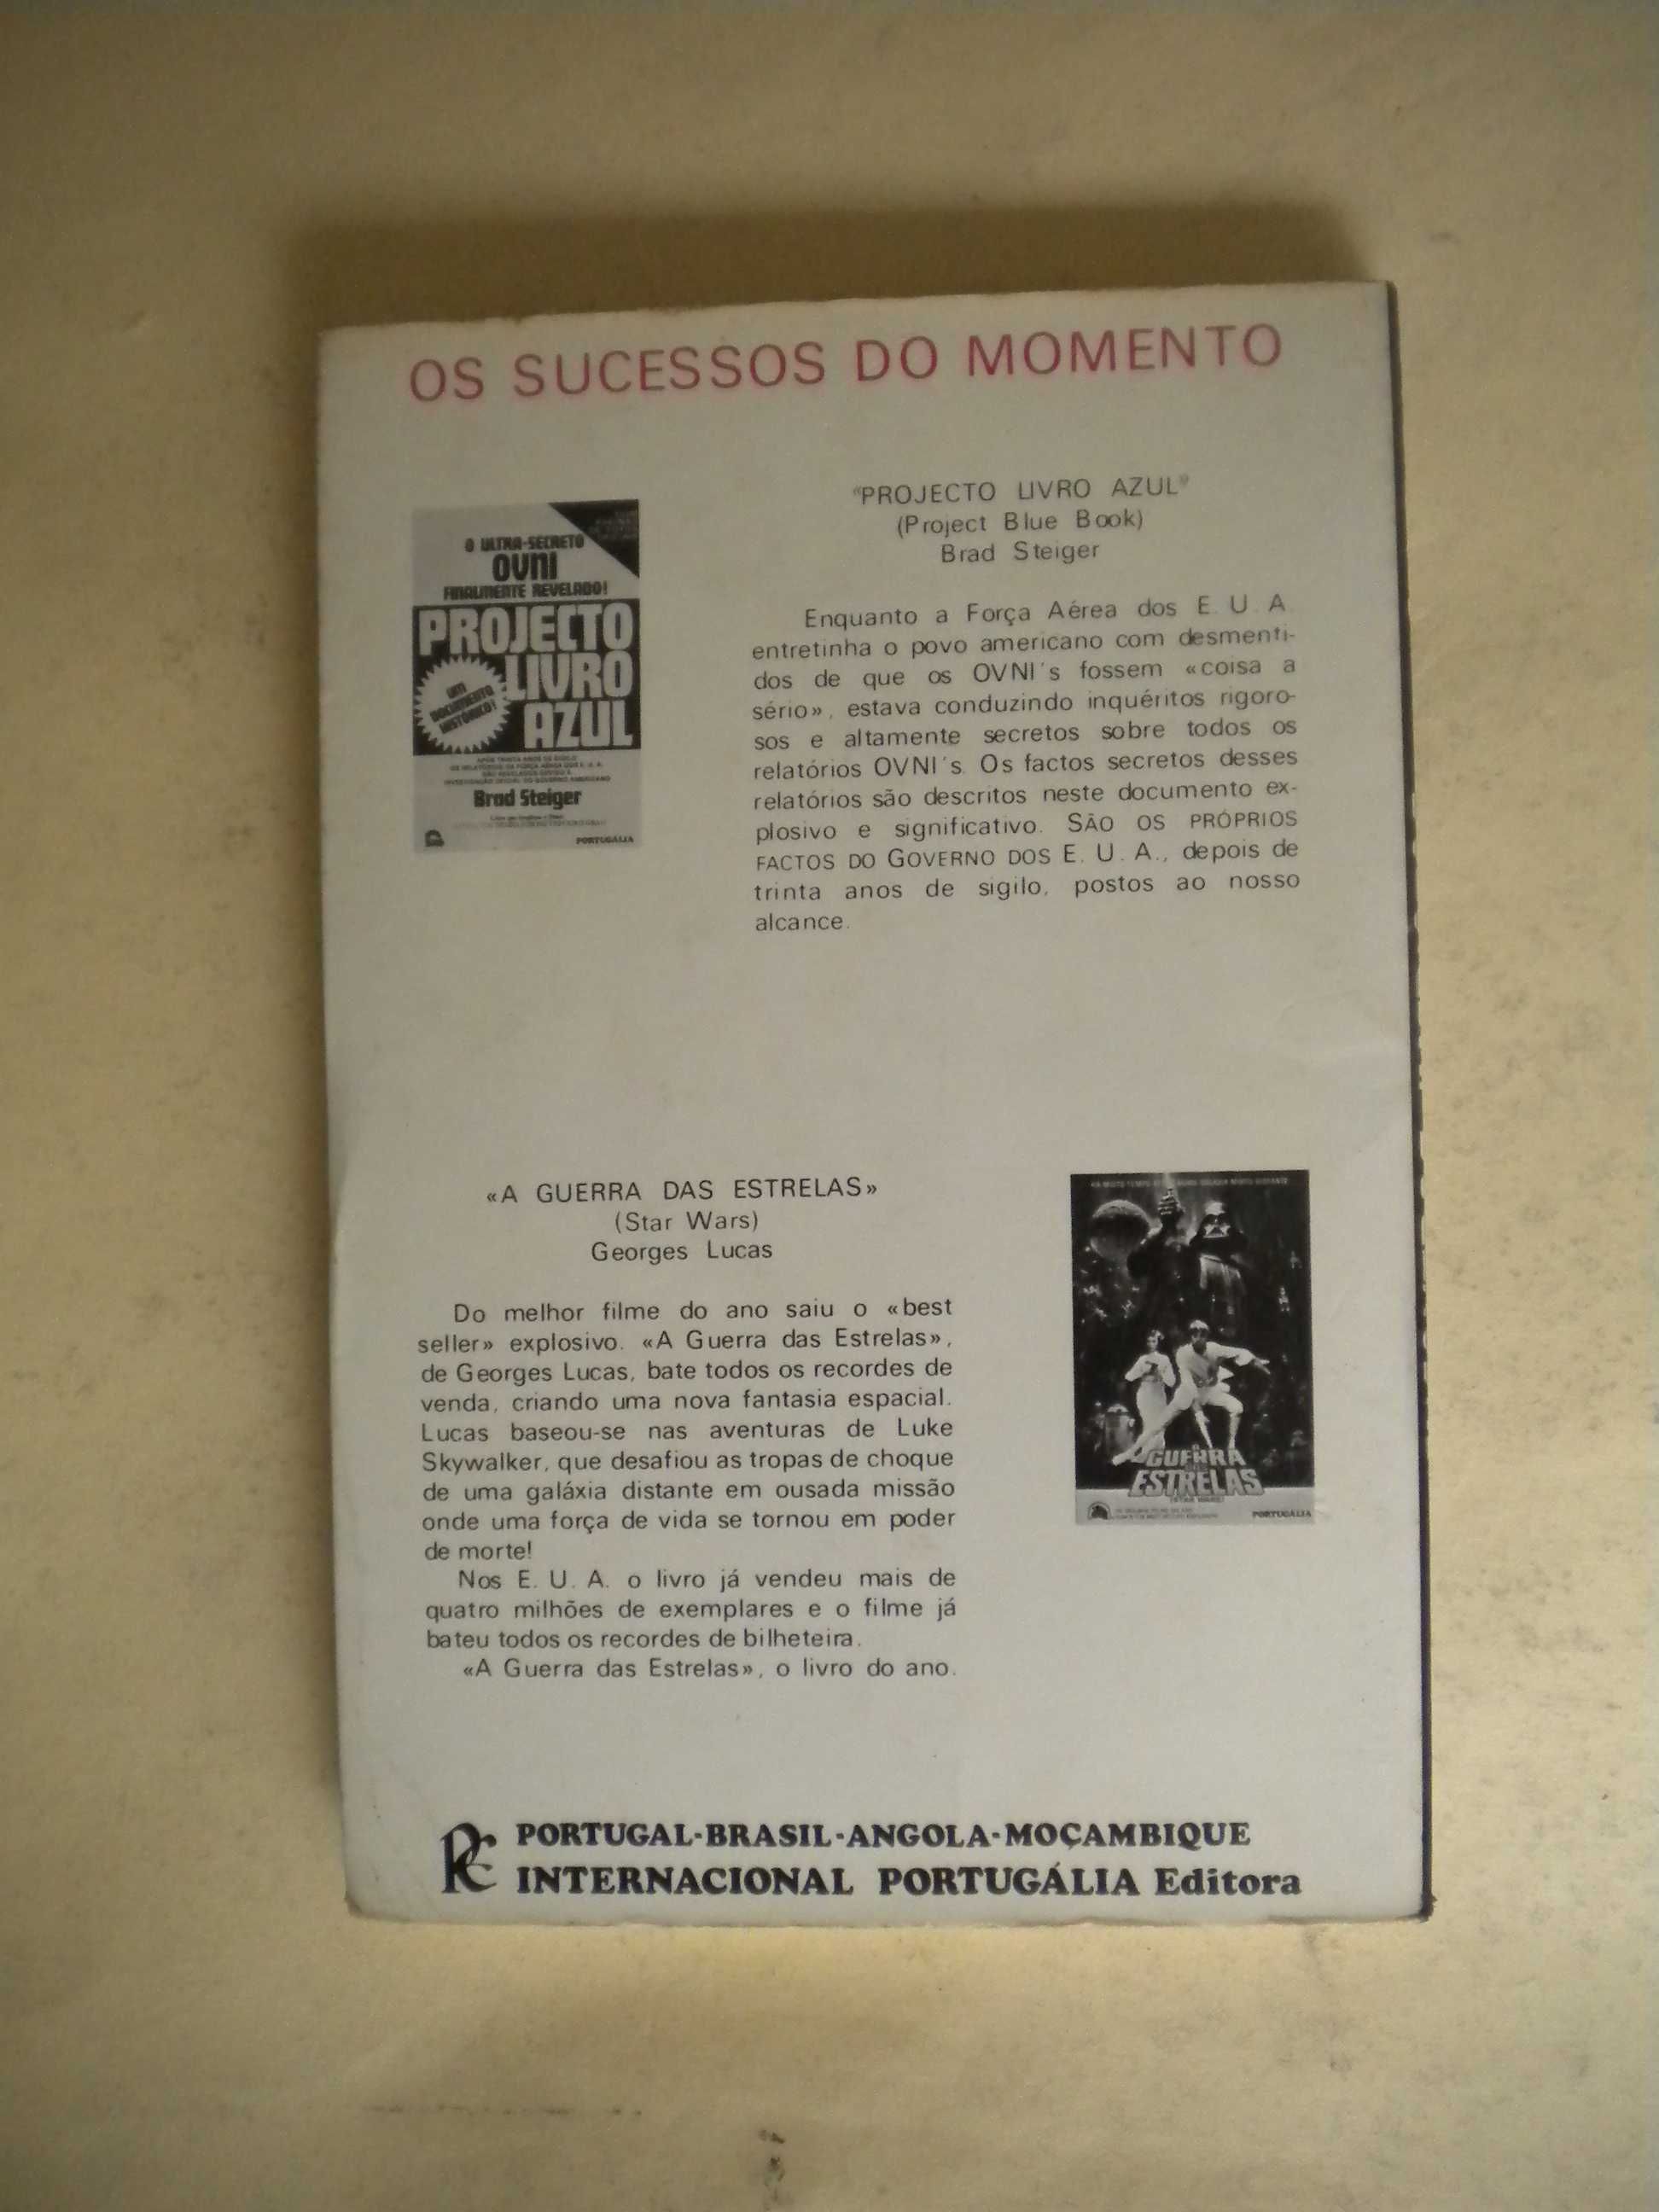 OS SUCESSOS DO MOMENTO
O ULTRA-SECRETO
OVNI
FINALMENTE REVELADO!
PROJECTO
LIVRO
AZUL
UM
DOCUMENTO
HISTÓRICO!
Brad Steiger
PORTUGÁLIA
"PROJECTO LIVRO AZUL"
(Project Blue Book)
Brad Steiger
Enquanto a Força Aérea dos E. U. A
entretinha o povo americano com desmenti-
dos de que os OVNI's fossem «coisa a
sério», estava conduzindo inquéritos rigoro-
sos e altamente secretos sobre todos os
relatórios OVNI's. Os factos secretos desses
relatórios são descritos neste documento ex-
plosivo e significativo. SÃO OS PRÓPRIOS
FACTOS DO GOVERNO DOS E. U. A., depois de
trinta anos de sigilo, postos ao nosso
alcance.
«A GUERRA DAS ESTRELAS»
(Star Wars)
Georges Lucas
Do melhor filme do ano saiu o «best
seller» explosivo. «A Guerra das Estrelas»,
de Georges Lucas, bate todos os recordes de
venda, criando uma nova fantasia espacial.
Lucas baseou-se nas aventuras de Luke
Skywalker, que desafiou as tropas de choque
de uma galáxia distante em ousada missão
onde uma força de vida se tornou em poder
de morte!
Nos E. U. A. o livro já vendeu mais de
quatro milhões de exemplares e o filme já
bateu todos os recordes de bilheteira.
«A Guerra das Estrelas», o livro do ano.
A
GUERRA
DAS
ESTRELAS
(STAR WARS)
PORTUGÁLIA
PORTUGAL-BRASIL-ANGOLA-MOÇAMBIQUE
INTERNACIONAL PORTUGÁLIA Editora